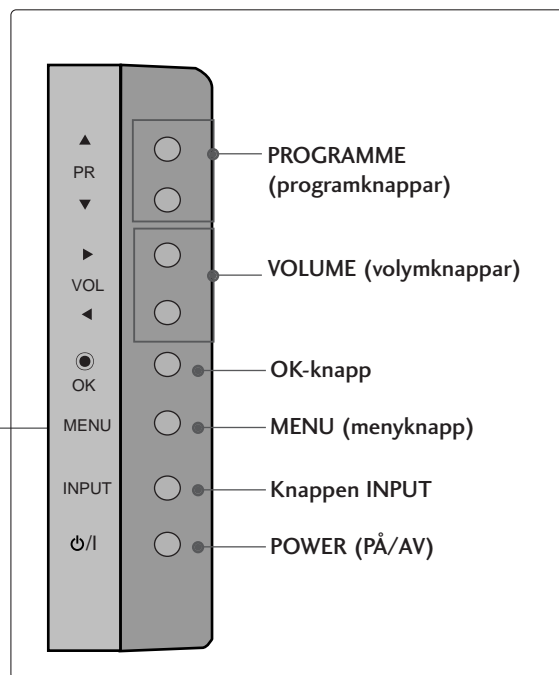 PR
VOL
OK
MENU
INPUT
⏻/I
PROGRAMME
(programknappar)
VOLUME (volymknappar)
OK-knapp
MENU (menyknapp)
Knappen INPUT
POWER (PÅ/AV)